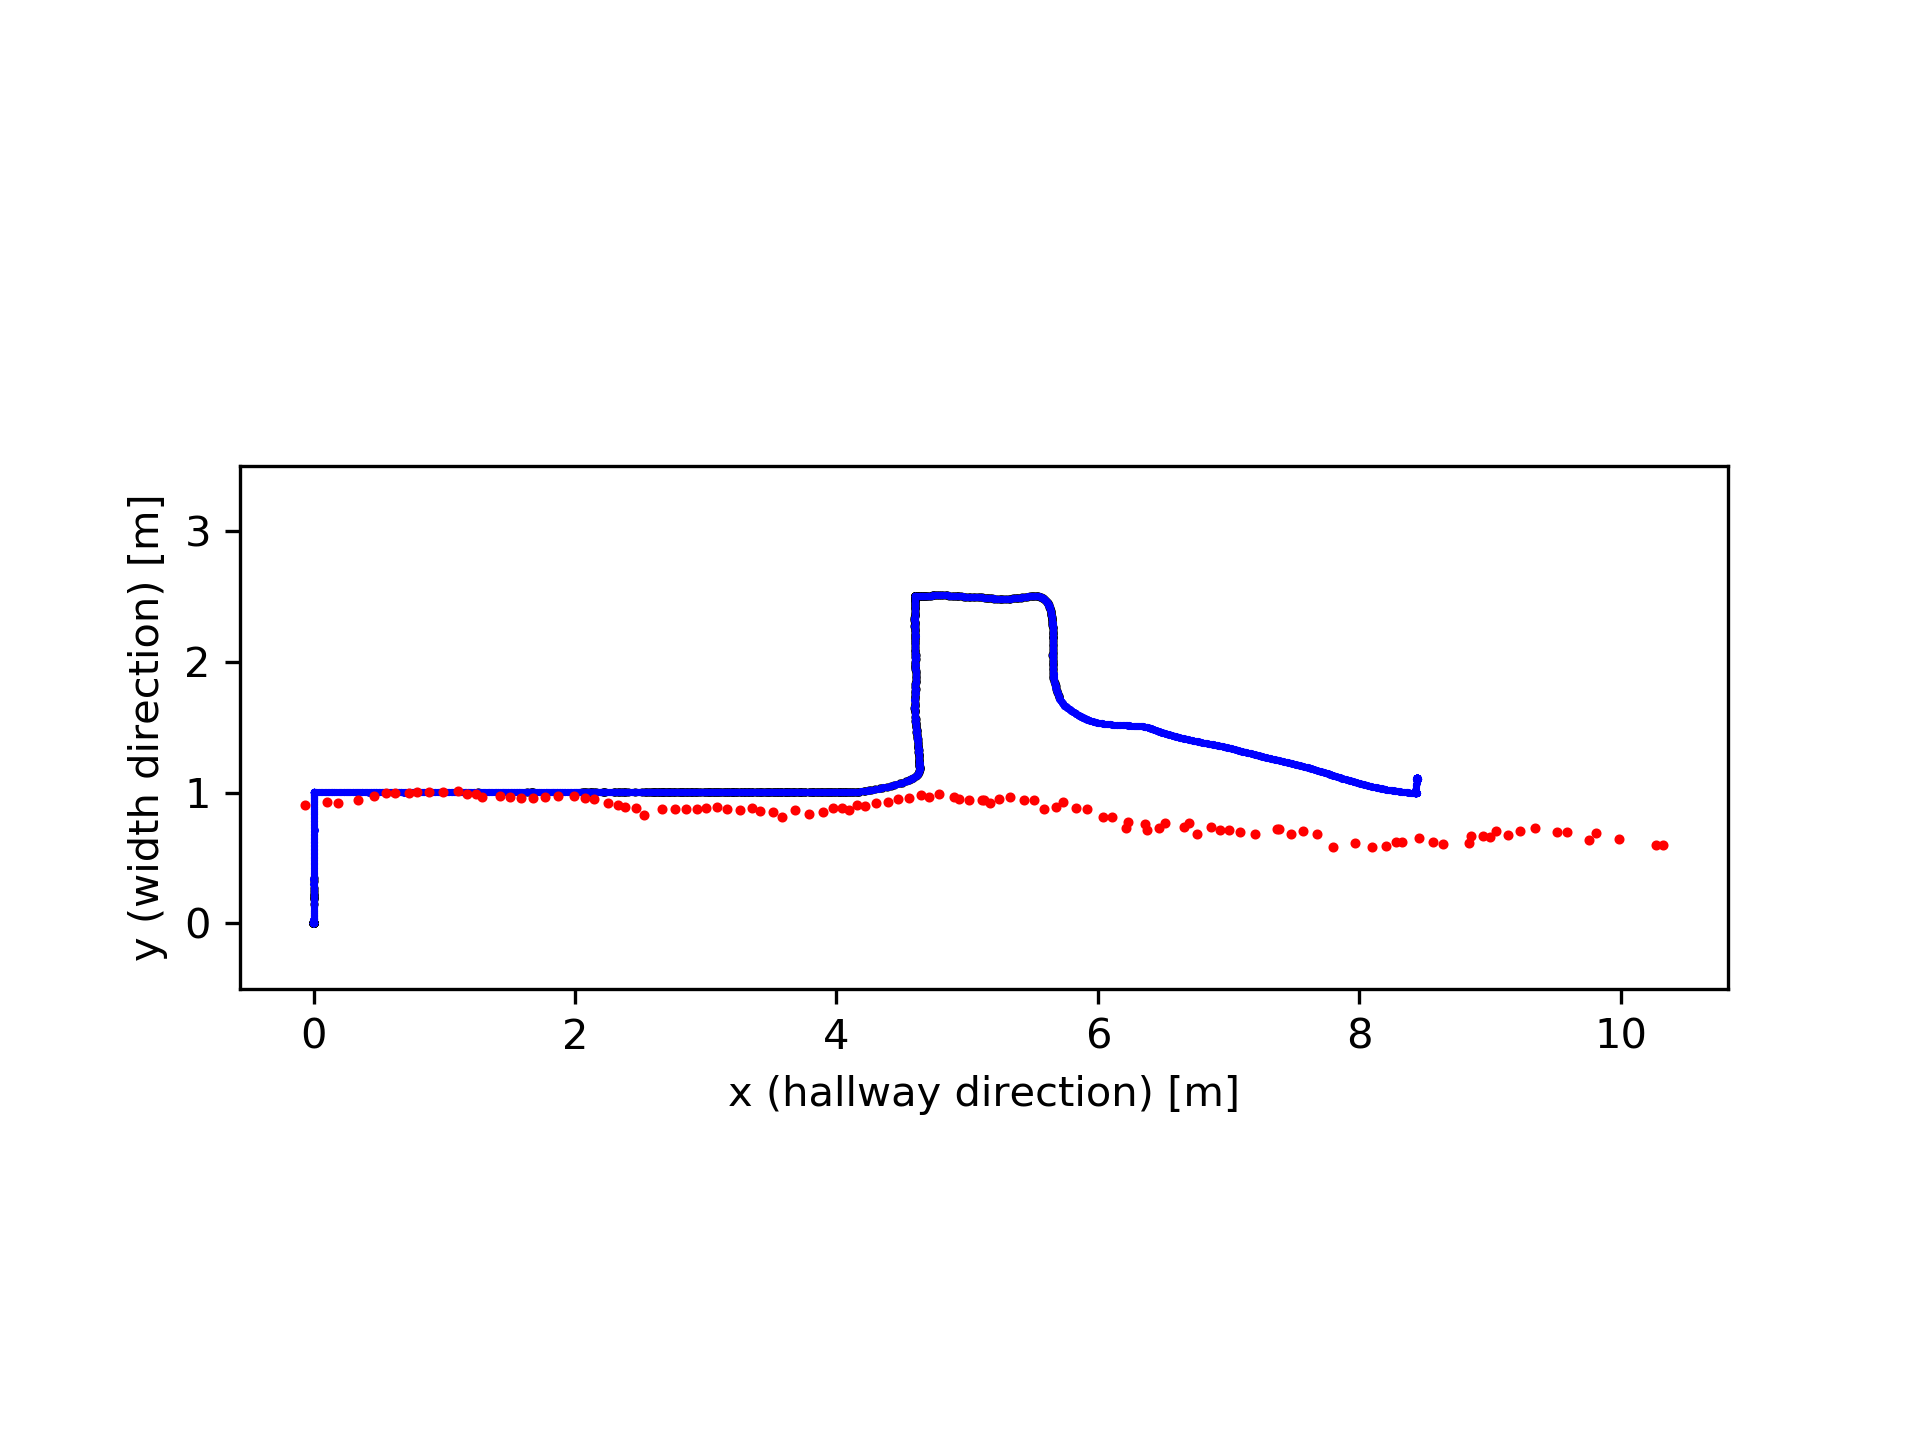 3
2
1
0
y (width direction) [m]
0 2 4 6 8 10
x (hallway direction) [m]